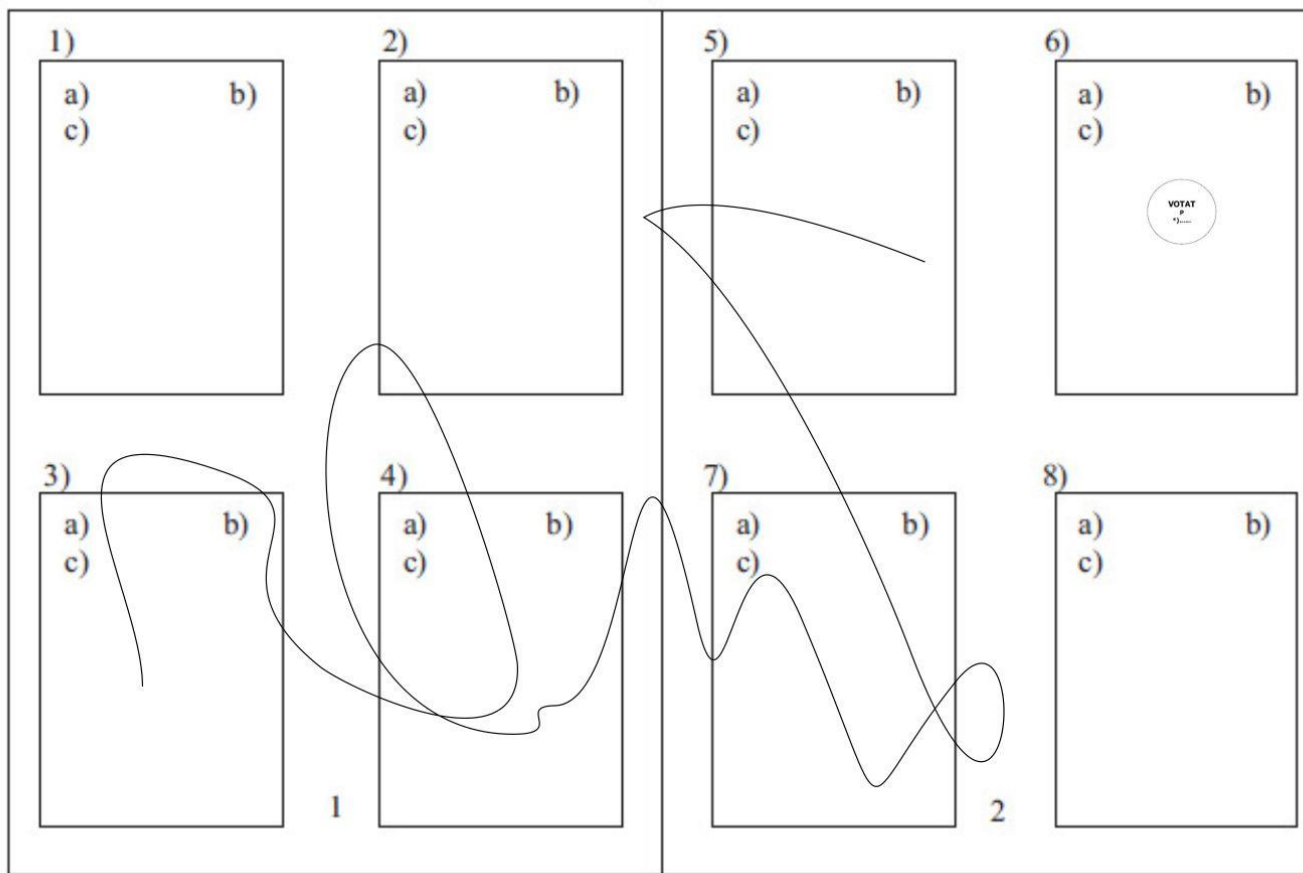 1) 2) 5) 6)
a) b) a) b) a) b) a) b)
c) c) c) c)
VOTAT
P
*).....
3) 4) 7) 8)
a) b) a) b) a) b) a) b)
c) c) c) c)
1 2